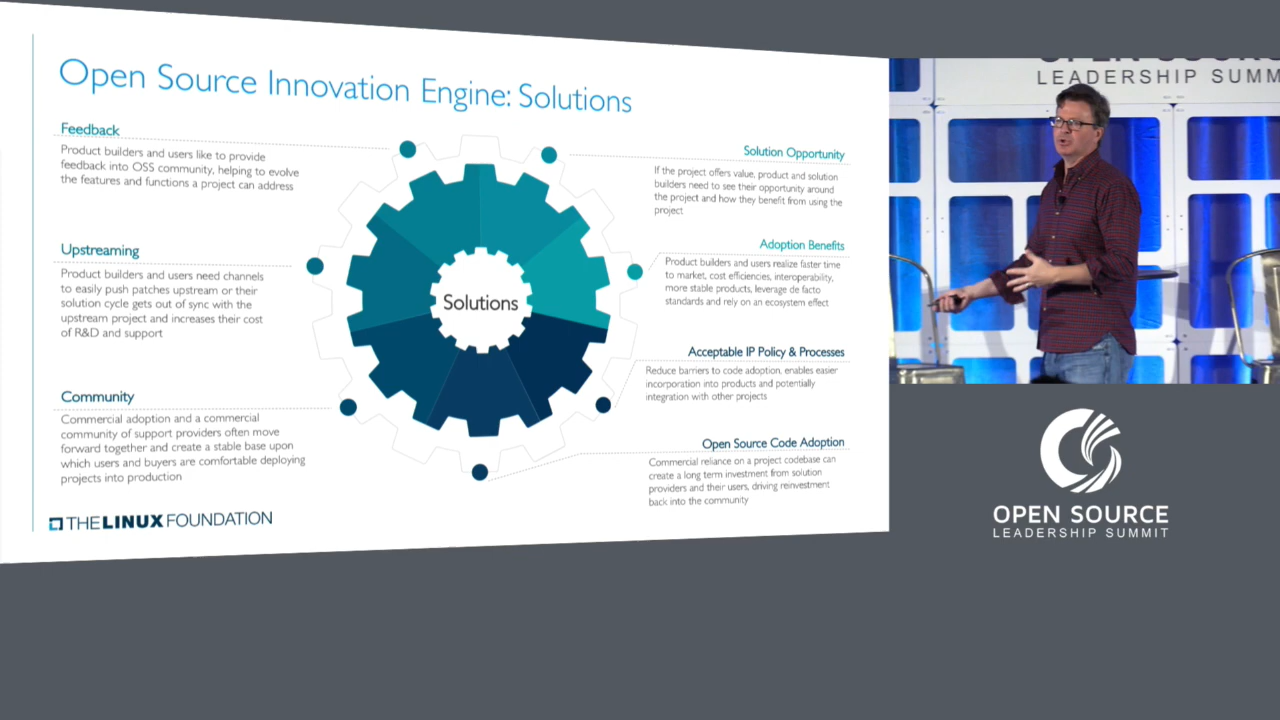 Open Source Innovation Engine: Solutions
Feedback
Product builders and users like to provide
feedback into OSS community, helping to evolve
the features and functions a project can address
Upstreaming
Product builders and users need channels
to easily push patches upstream or their
solution cycle gets out of sync with the
upstream project and increases their cost
of R&D and support
Community
Commercial adoption and a commercial
community of support providers often move
forward together and create a stable base upon
which users and buyers are comfortable deploying
projects into production
Solutions
Solution Opportunity
If the project offers value, product and solution
builders need to see their opportunity around
the project and how they benefit from using the
project
Adoption Benefits
Product builders and users realize faster time
to market, cost efficiencies, interoperability,
more stable products, leverage de facto
standards and rely on an ecosystem effect
Acceptable IP Policy & Processes
Reduce barriers to code adoption, enables easier
incorporation into products and potentially
integration with other projects
Open Source Code Adoption
Commercial reliance on a project codebase can
create a long term investment from solution
providers and their users, driving reinvestment
back into the community
THE LINUX FOUNDATION
OPEN SOURCE
LEADERSHIP SUMM
OPEN SOURCE
LEADERSHIP SUMMIT